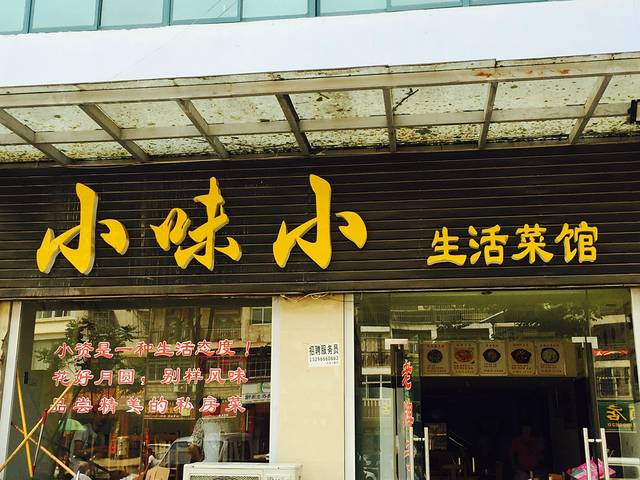 小味小
生活菜馆
小资是一种生活态度！
花好月圆，别样风味
品尝精美的私房菜
招聘服务员